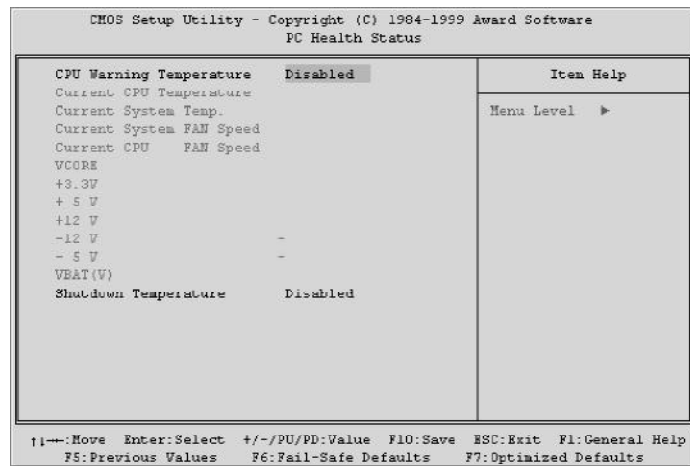 CMOS Setup Utility - Copyright (C) 1984-1999 Award Software
PC Health Status
CPU Warning Temperature Disabled
Current CPU Temperature
Current System Temp.
Current System FAN Speed
Current CPU FAN Speed
VCORE
+3.3V
+ 5 V
+12 V
-12 V -
- 5 V -
VBAT(V)
Shutdown Temperature Disabled
Item Help
Menu Level ▶
↑↓→←:Move Enter:Select +/-/PU/PD:Value F10:Save ESC:Exit F1:General Help
F5:Previous Values F6:Fail-Safe Defaults F7:Optimized Defaults